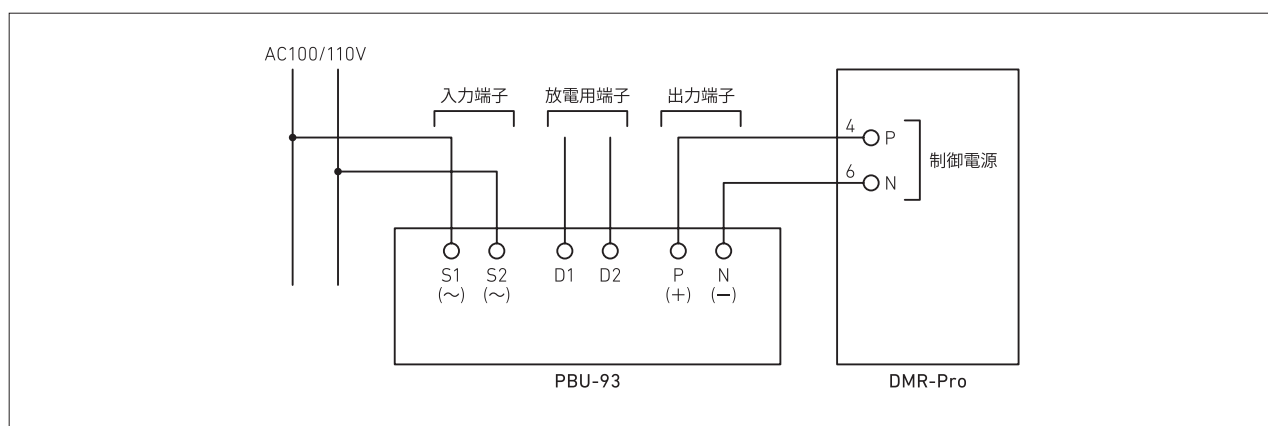 AC100/110V
入力端子
放電用端子
出力端子
4
P
制御電源
6
N
S1
S2
D1
D2
P
N
(～)
(～)
(＋)
(－)
PBU-93
DMR-Pro